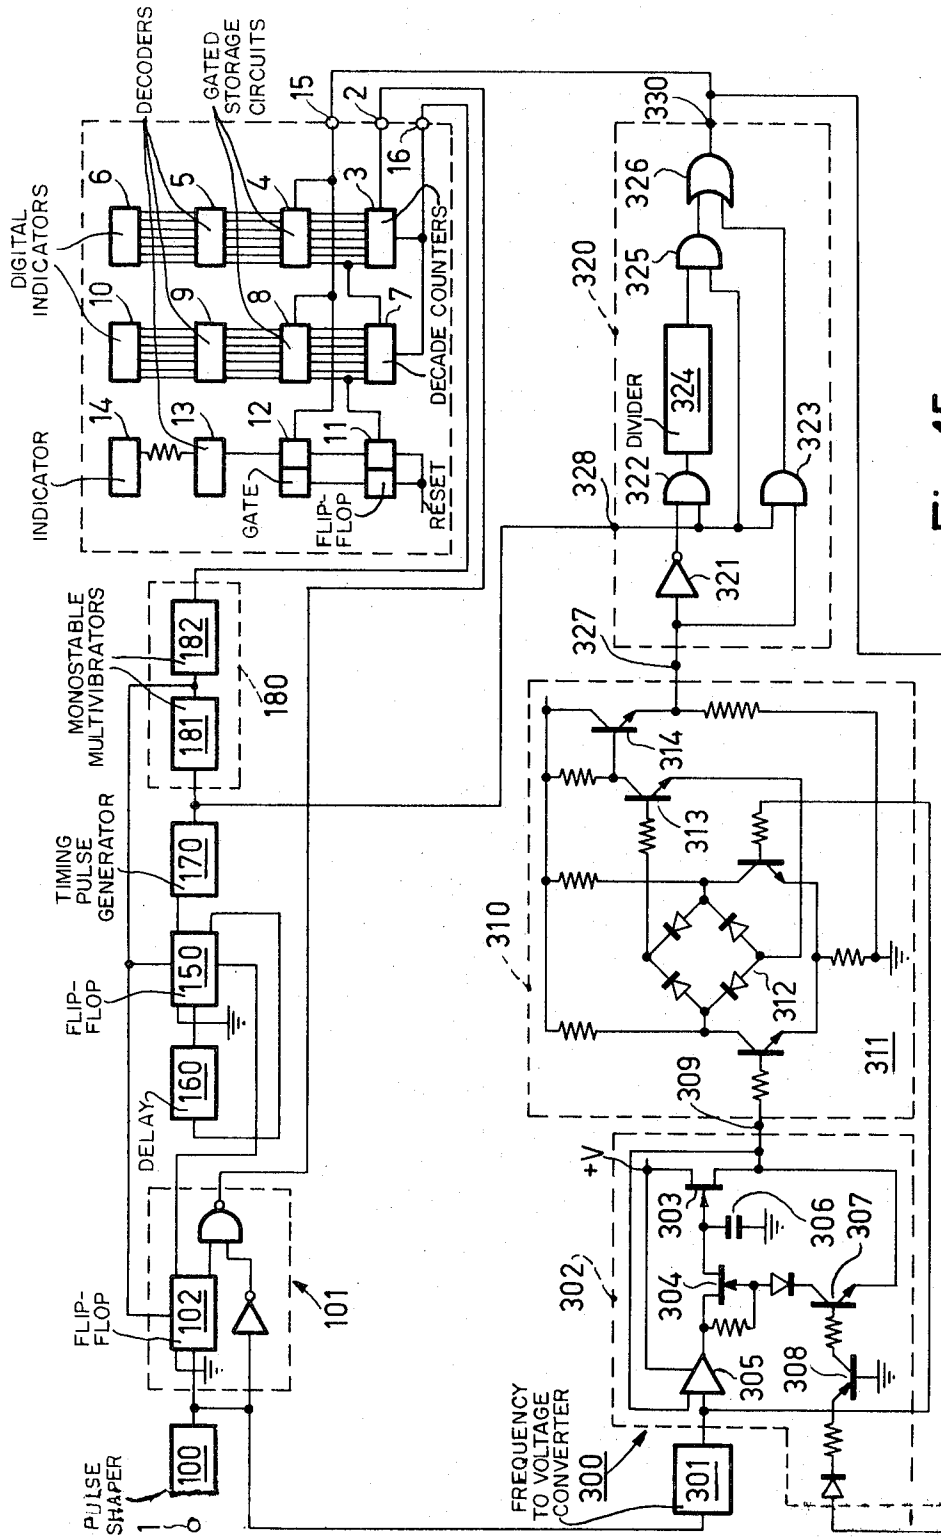 PULSE
SHAPER
1
100
FLIP-
FLOP
102
101
DELAY
160
FLIP-
FLOP
150
TIMING
PULSE
GENERATOR
170
MONOSTABLE
MULTIVIBRATORS
181
182
180
INDICATOR
14
13
GATE
12
FLIP-
FLOP
11
RESET
DIGITAL
INDICATORS
10
9
8
7
6
5
4
3
DECADE COUNTERS
DECODERS
GATED
STORAGE
CIRCUITS
15
2
16
FREQUENCY
TO VOLTAGE
CONVERTER
300
301
302
+V
303
304
305
306
307
308
309
310
311
312
313
314
327
328
320
321
322
DIVIDER
324
323
325
326
330